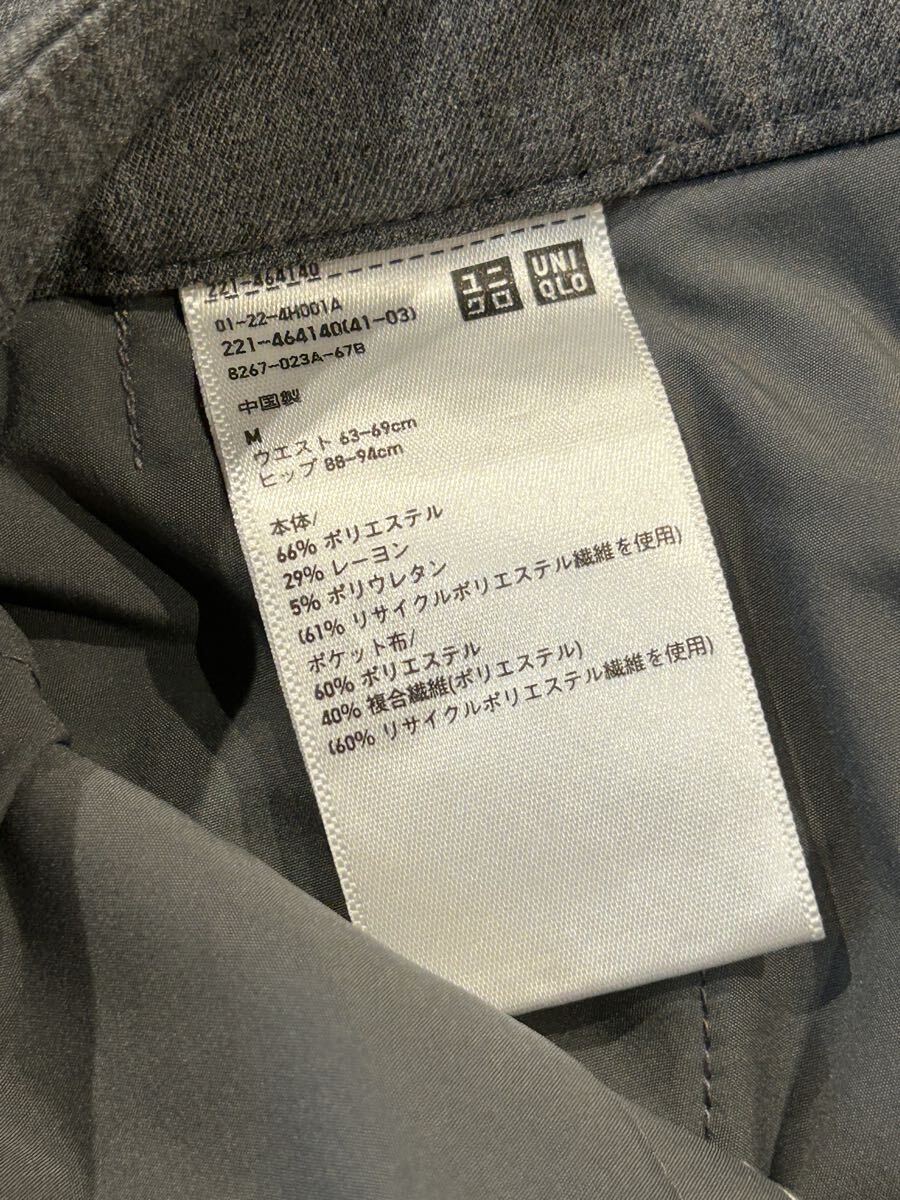 221-464140
ユニ
クロ
UNI
QLO
01-22-4H001A
221-464140(41-03)
8267-023A-67B
中国製
M
ウエスト 63-69cm
ヒップ 88-94cm
本体/
66% ポリエステル
29% レーヨン
5% ポリウレタン
(61% リサイクルポリエステル繊維を使用)
ポケット布/
60% ポリエステル
40% 複合繊維(ポリエステル)
(60% リサイクルポリエステル繊維を使用)